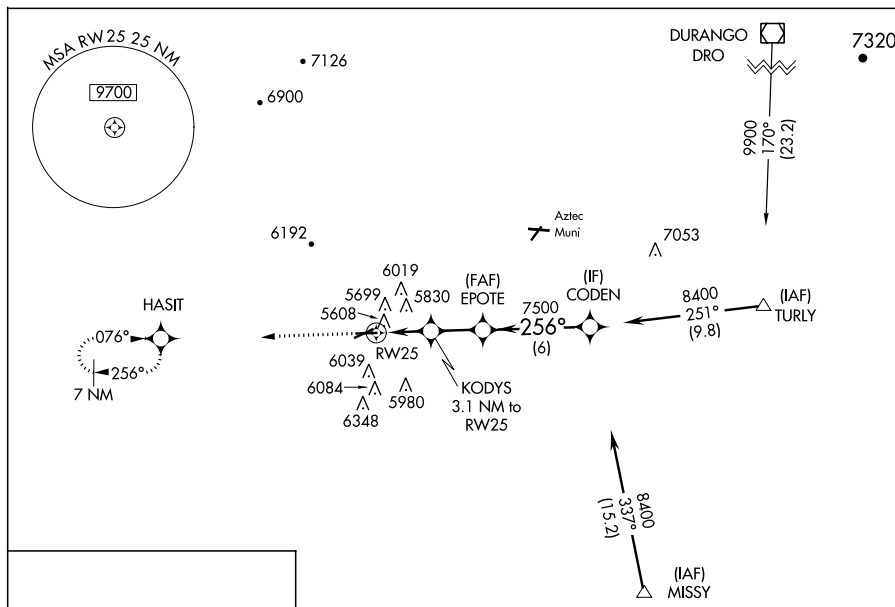 MSA RW25 25 NM
9700
7126
6900
DURANGO
DRO
7320
9900
170°
(23.2)
6192
Aztec
Muni
7053
HASIT
6019
5699
5830
5608
(FAF)
EPOTE
7500
256°
(6)
(IF)
CODEN
8400
251°
(9.8)
(IAF)
TURLY
076°
256°
7 NM
RW25
6039
6084
5980
6348
KODYS
3.1 NM to
RW25
8400
337°
(15.2)
(IAF)
MISSY